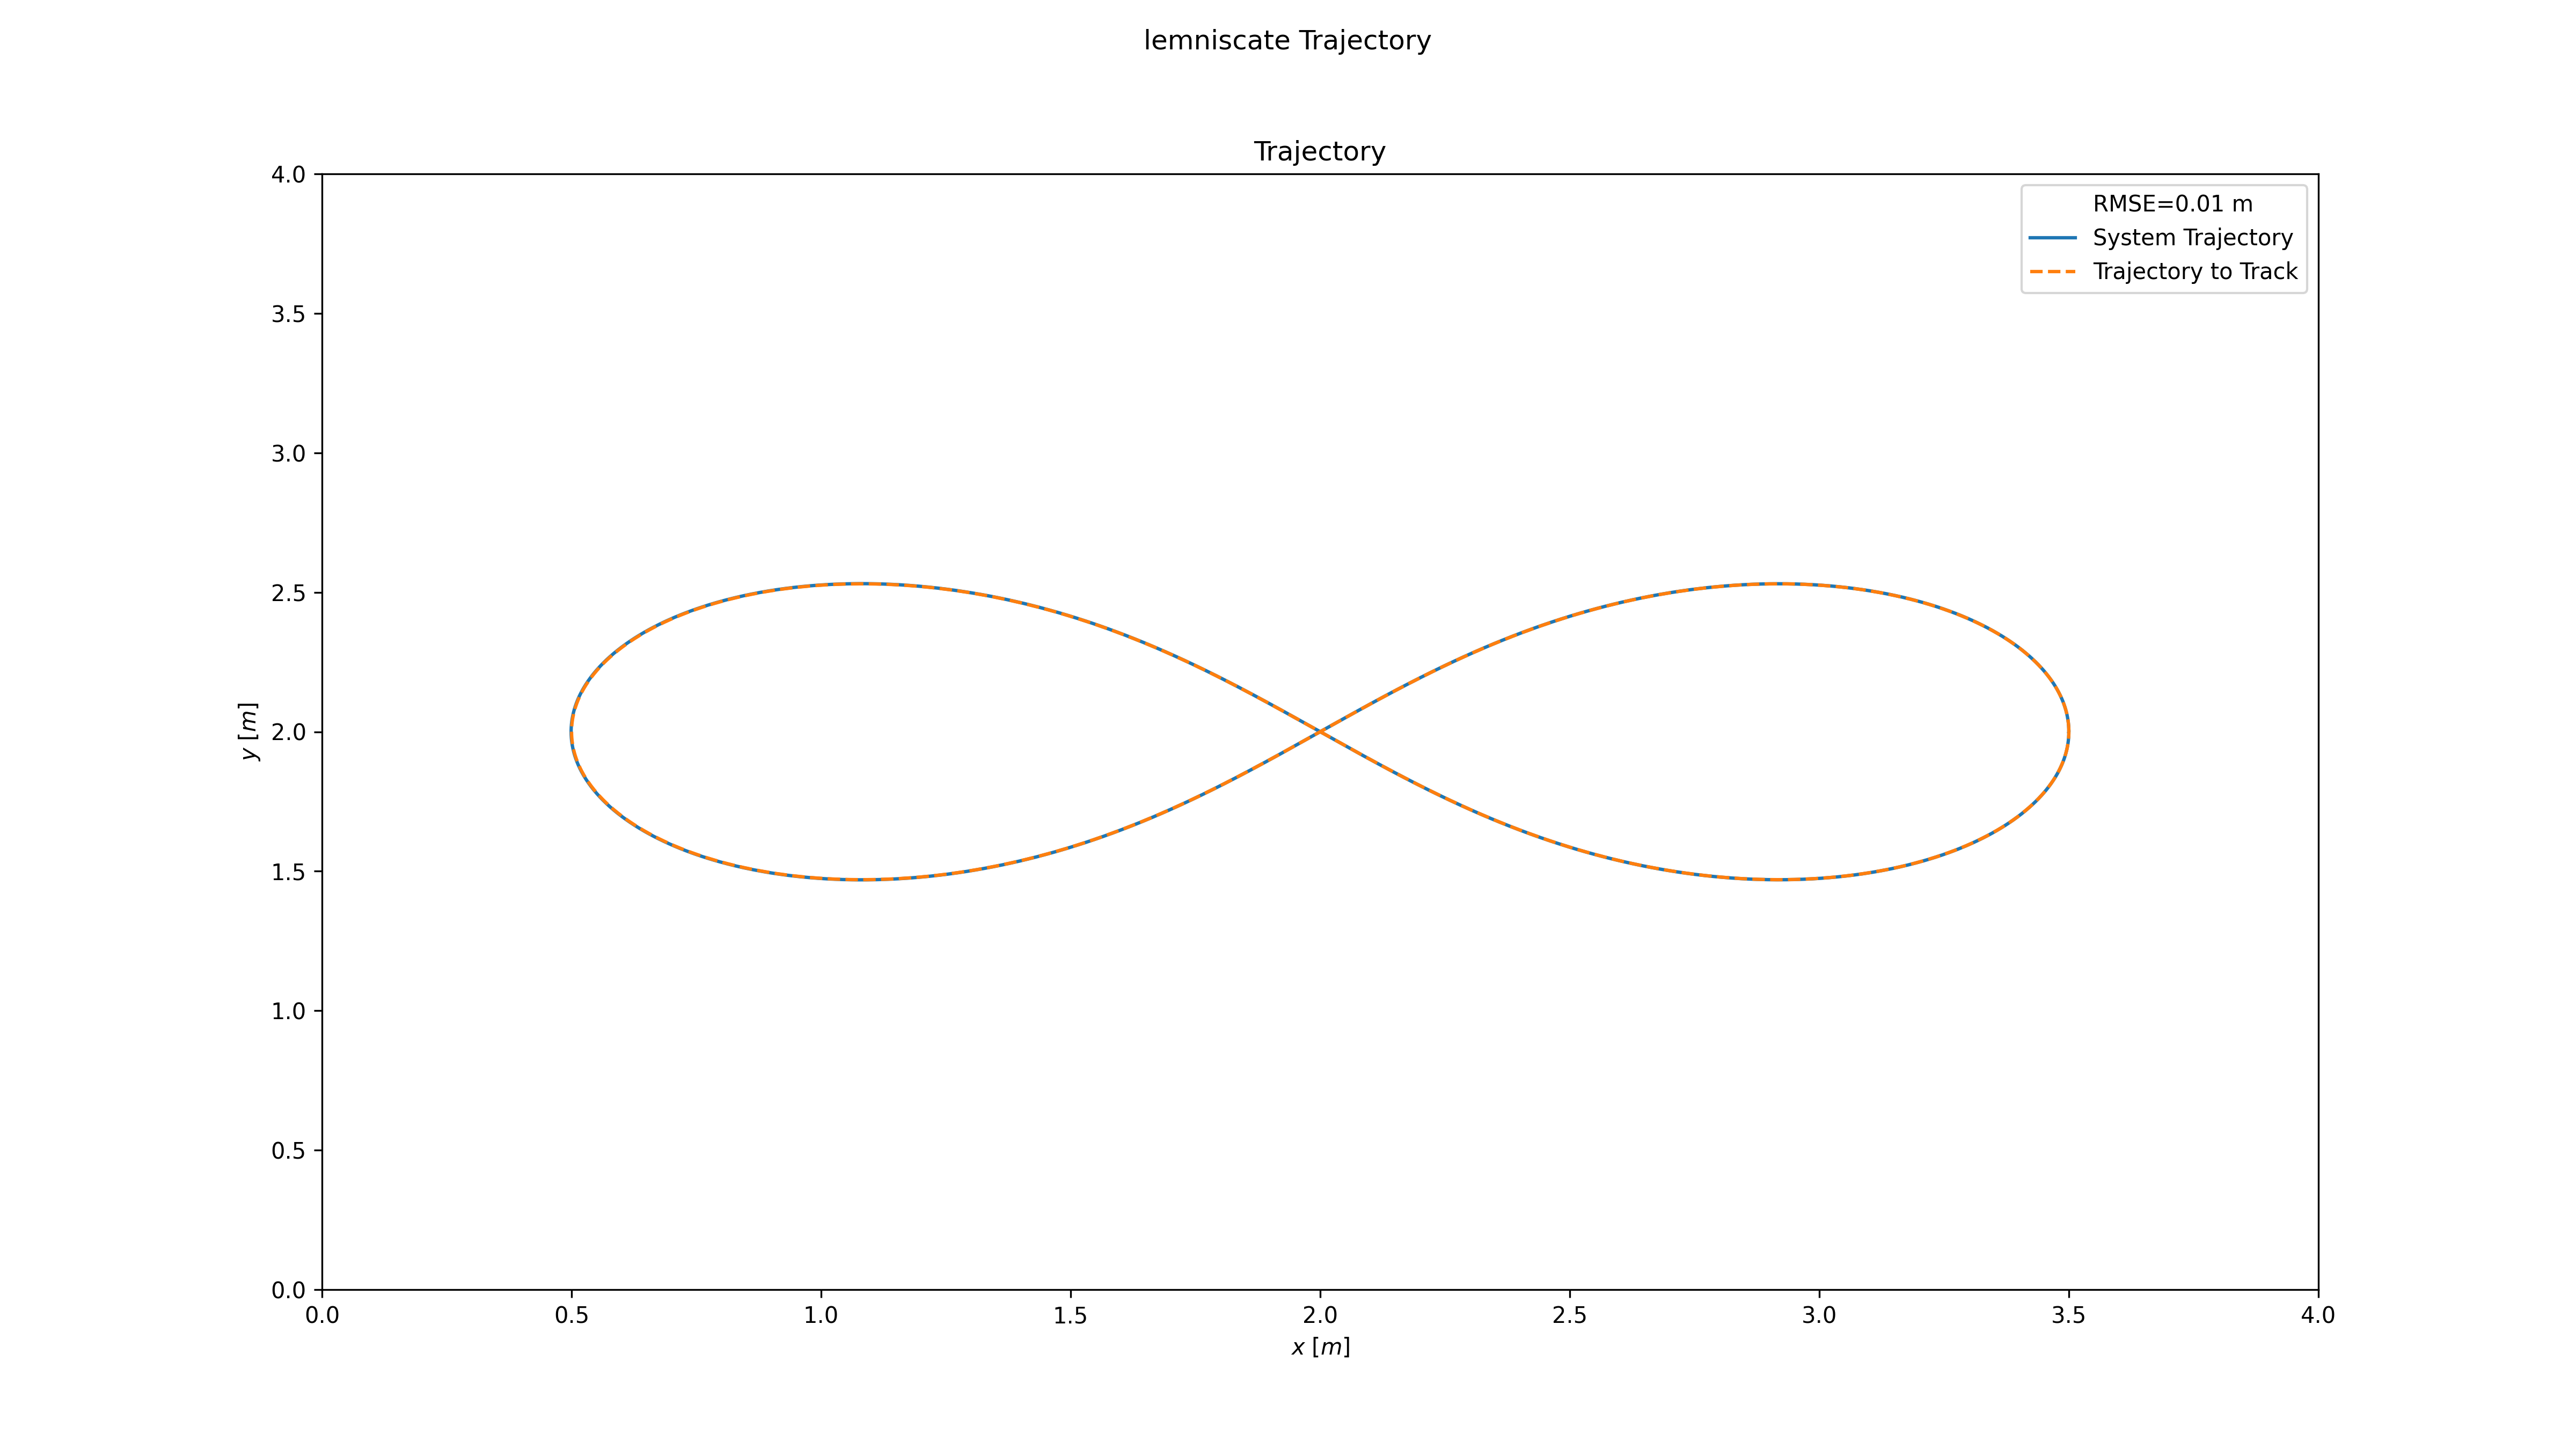 lemniscate Trajectory
Trajectory
RMSE=0.01 m
System Trajectory
Trajectory to Track
4.0
3.5
3.0
2.5
2.0
1.5
1.0
0.5
0.0
y [m]
0.0 0.5 1.0 1.5 2.0 2.5 3.0 3.5 4.0
x [m]